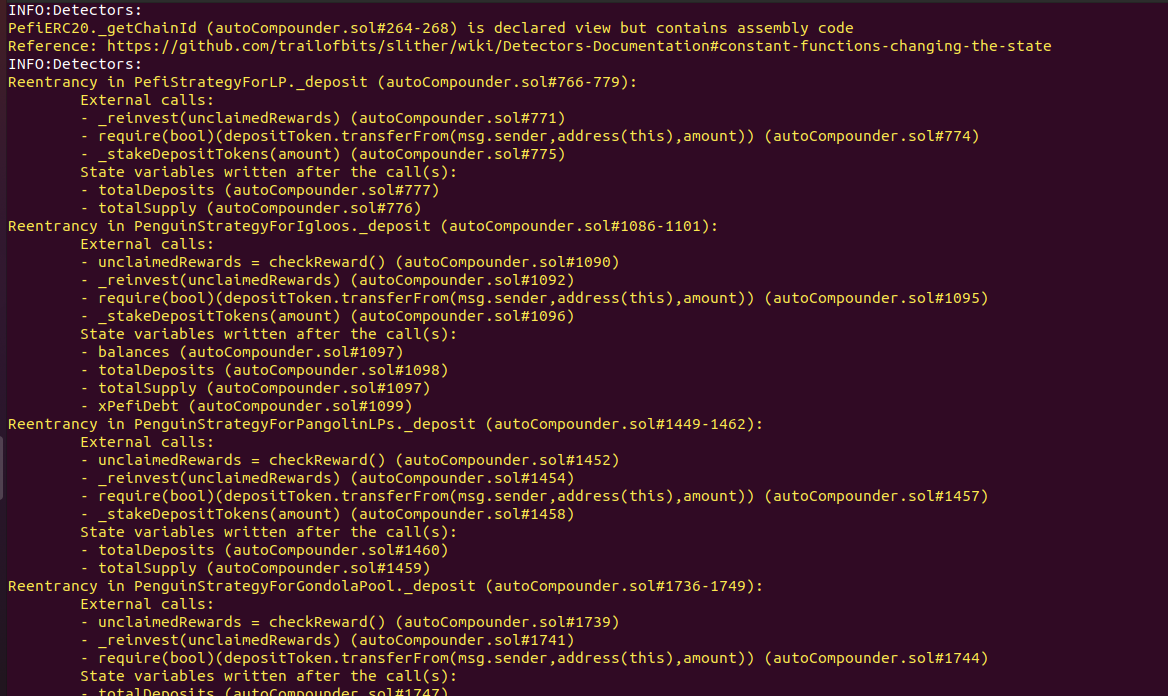 INFO:Detectors:
PefiERC20._getChainId (autoCompounder.sol#264-268) is declared view but contains assembly code
Reference: https://github.com/trailofbits/slither/wiki/Detectors-Documentation#constant-functions-changing-the-state
INFO:Detectors:
Reentrancy in PefiStrategyForLP._deposit (autoCompounder.sol#766-779):
        External calls:
        - _reinvest(unclaimedRewards) (autoCompounder.sol#771)
        - require(bool)(depositToken.transferFrom(msg.sender,address(this),amount)) (autoCompounder.sol#774)
        - _stakeDepositTokens(amount) (autoCompounder.sol#775)
        State variables written after the call(s):
        - totalDeposits (autoCompounder.sol#777)
        - totalSupply (autoCompounder.sol#776)
Reentrancy in PenguinStrategyForIgloos._deposit (autoCompounder.sol#1086-1101):
        External calls:
        - unclaimedRewards = checkReward() (autoCompounder.sol#1090)
        - _reinvest(unclaimedRewards) (autoCompounder.sol#1092)
        - require(bool)(depositToken.transferFrom(msg.sender,address(this),amount)) (autoCompounder.sol#1095)
        - _stakeDepositTokens(amount) (autoCompounder.sol#1096)
        State variables written after the call(s):
        - balances (autoCompounder.sol#1097)
        - totalDeposits (autoCompounder.sol#1098)
        - totalSupply (autoCompounder.sol#1097)
        - xPefiDebt (autoCompounder.sol#1099)
Reentrancy in PenguinStrategyForPangolinLPs._deposit (autoCompounder.sol#1449-1462):
        External calls:
        - unclaimedRewards = checkReward() (autoCompounder.sol#1452)
        - _reinvest(unclaimedRewards) (autoCompounder.sol#1454)
        - require(bool)(depositToken.transferFrom(msg.sender,address(this),amount)) (autoCompounder.sol#1457)
        - _stakeDepositTokens(amount) (autoCompounder.sol#1458)
        State variables written after the call(s):
        - totalDeposits (autoCompounder.sol#1460)
        - totalSupply (autoCompounder.sol#1459)
Reentrancy in PenguinStrategyForGondolaPool._deposit (autoCompounder.sol#1736-1749):
        External calls:
        - unclaimedRewards = checkReward() (autoCompounder.sol#1739)
        - _reinvest(unclaimedRewards) (autoCompounder.sol#1741)
        - require(bool)(depositToken.transferFrom(msg.sender,address(this),amount)) (autoCompounder.sol#1744)
        State variables written after the call(s):
        - totalDeposits (autoCompounder.sol#1747)